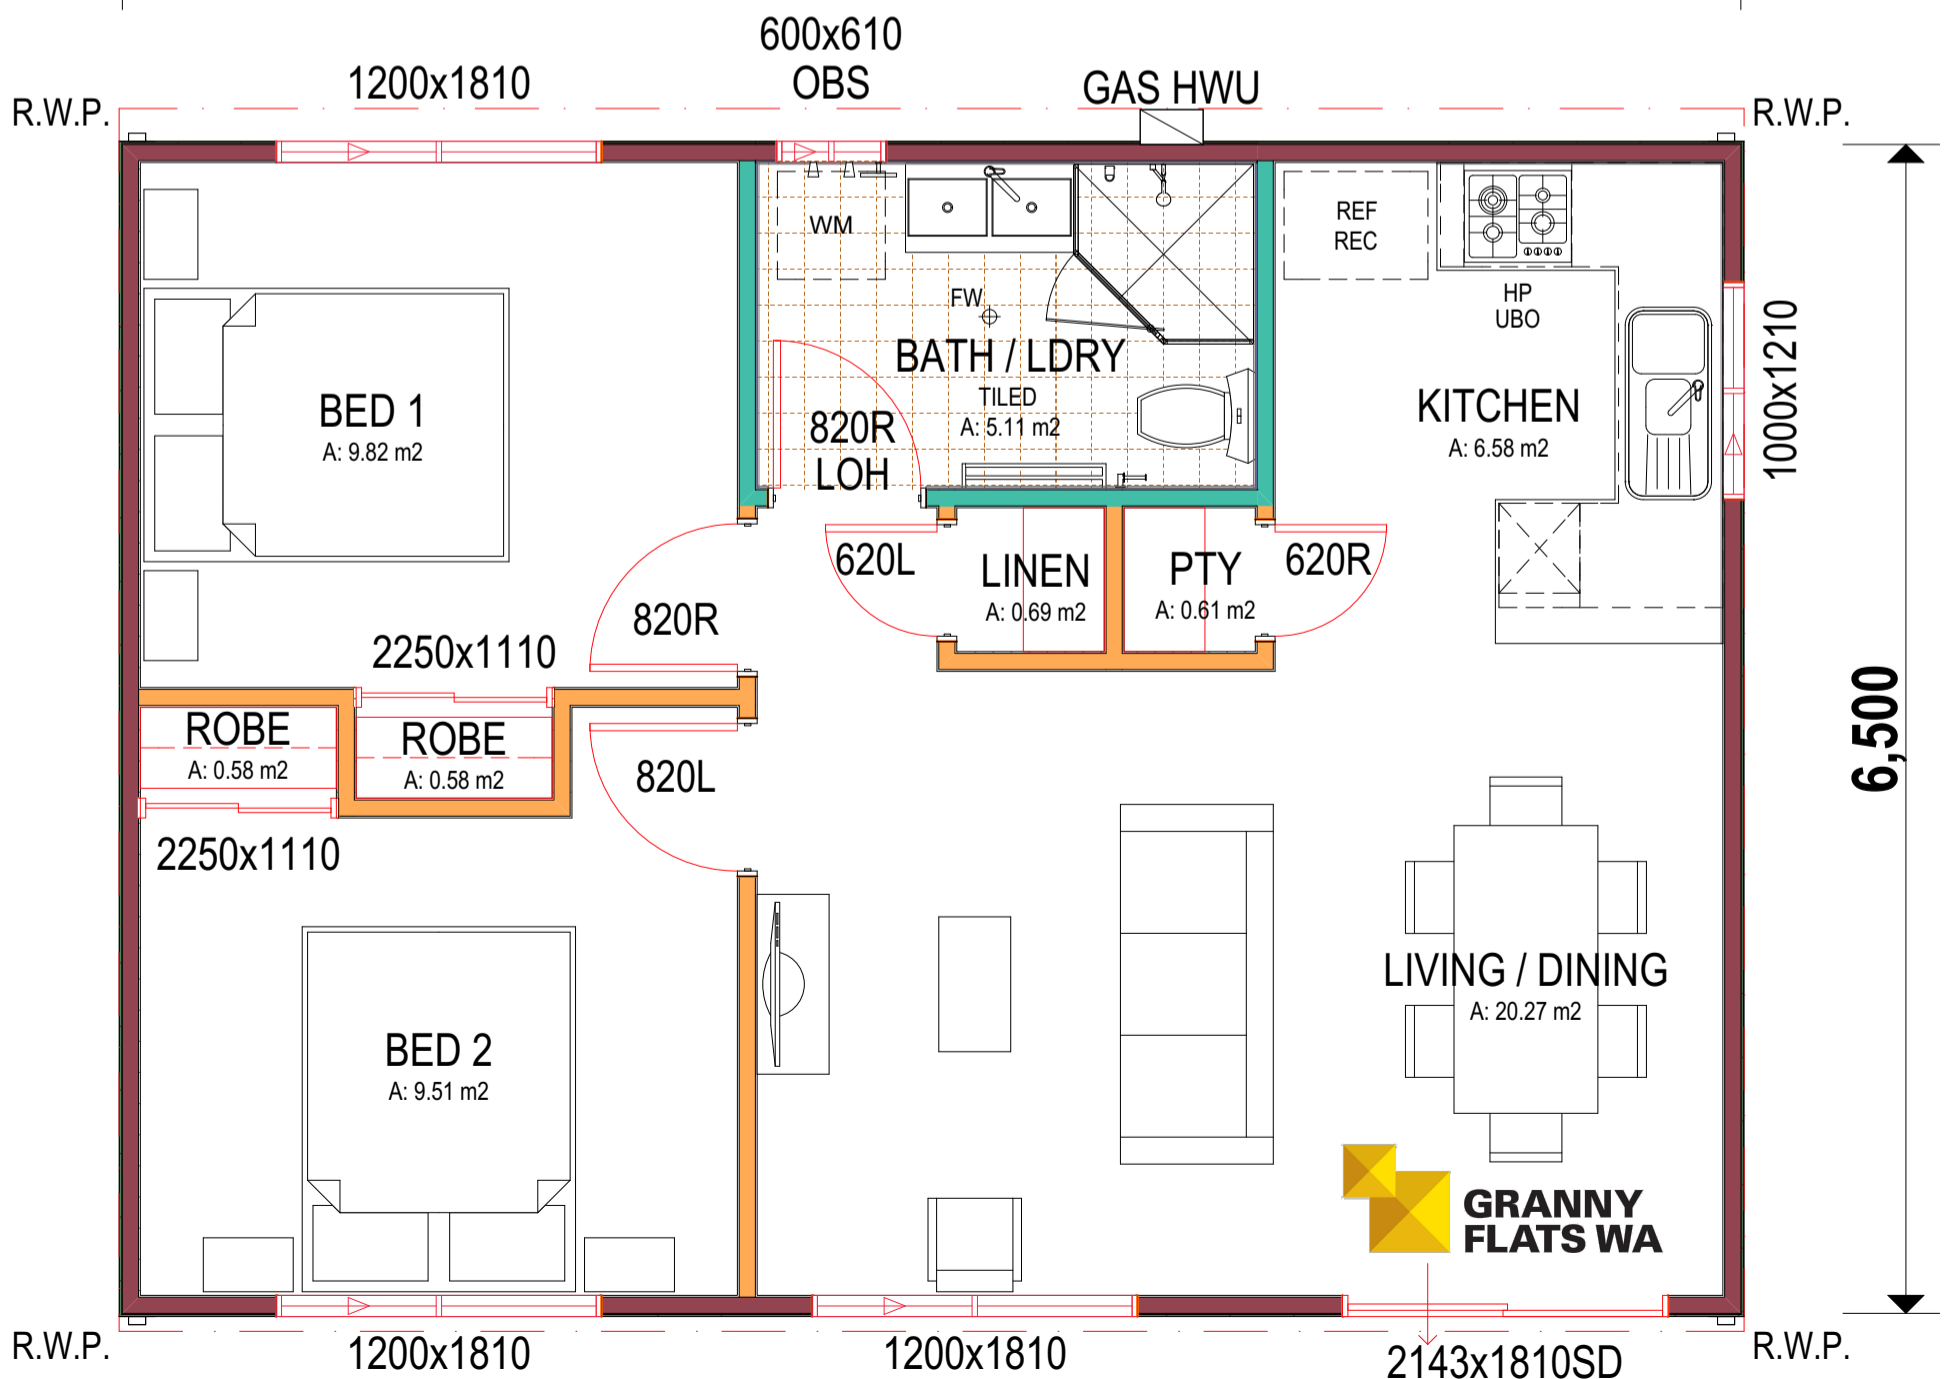 600x610
OBS
1200x1810
GAS HWU
R.W.P.
R.W.P.
WM
REF
REC
FW
HP
UBO
BATH / LDRY
TILED
A: 5.11 m2
820R
LOH
BED 1
A: 9.82 m2
KITCHEN
A: 6.58 m2
1000x1210
620L
LINEN
A: 0.69 m2
PTY
A: 0.61 m2
620R
820R
2250x1110
ROBE
A: 0.58 m2
ROBE
A: 0.58 m2
820L
2250x1110
6,500
LIVING / DINING
A: 20.27 m2
BED 2
A: 9.51 m2
GRANNY
FLATS WA
R.W.P.
1200x1810
1200x1810
2143x1810SD
R.W.P.